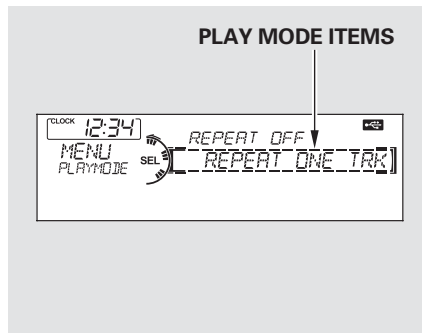 PLAY MODE ITEMS
CLOCK 12:34
REPEAT OFF
MENU
SEL
REPEAT ONE TRK
PLAYMODE